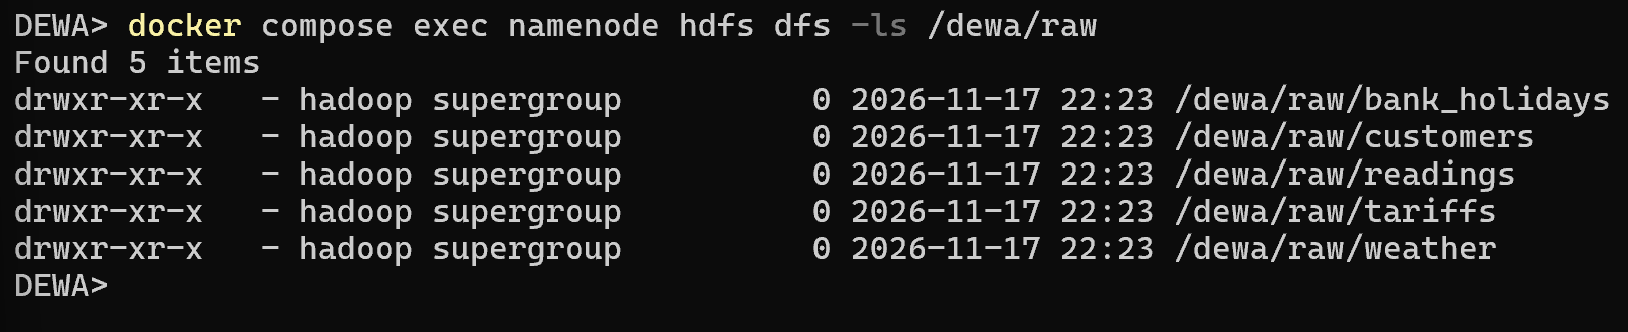 DEWA> docker compose exec namenode hdfs dfs -ls /dewa/raw
Found 5 items
drwxr-xr-x   - hadoop supergroup          0 2026-11-17 22:23 /dewa/raw/bank_holidays
drwxr-xr-x   - hadoop supergroup          0 2026-11-17 22:23 /dewa/raw/customers
drwxr-xr-x   - hadoop supergroup          0 2026-11-17 22:23 /dewa/raw/readings
drwxr-xr-x   - hadoop supergroup          0 2026-11-17 22:23 /dewa/raw/tariffs
drwxr-xr-x   - hadoop supergroup          0 2026-11-17 22:23 /dewa/raw/weather
DEWA>